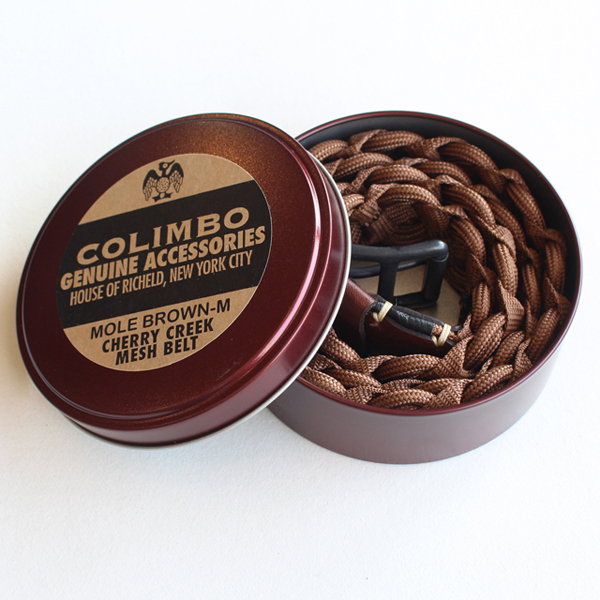 COLIMBO
GENUINE ACCESSORIES
HOUSE OF RICHELD, NEW YORK CITY
MOLE BROWN-M
CHERRY CREEK
MESH BELT